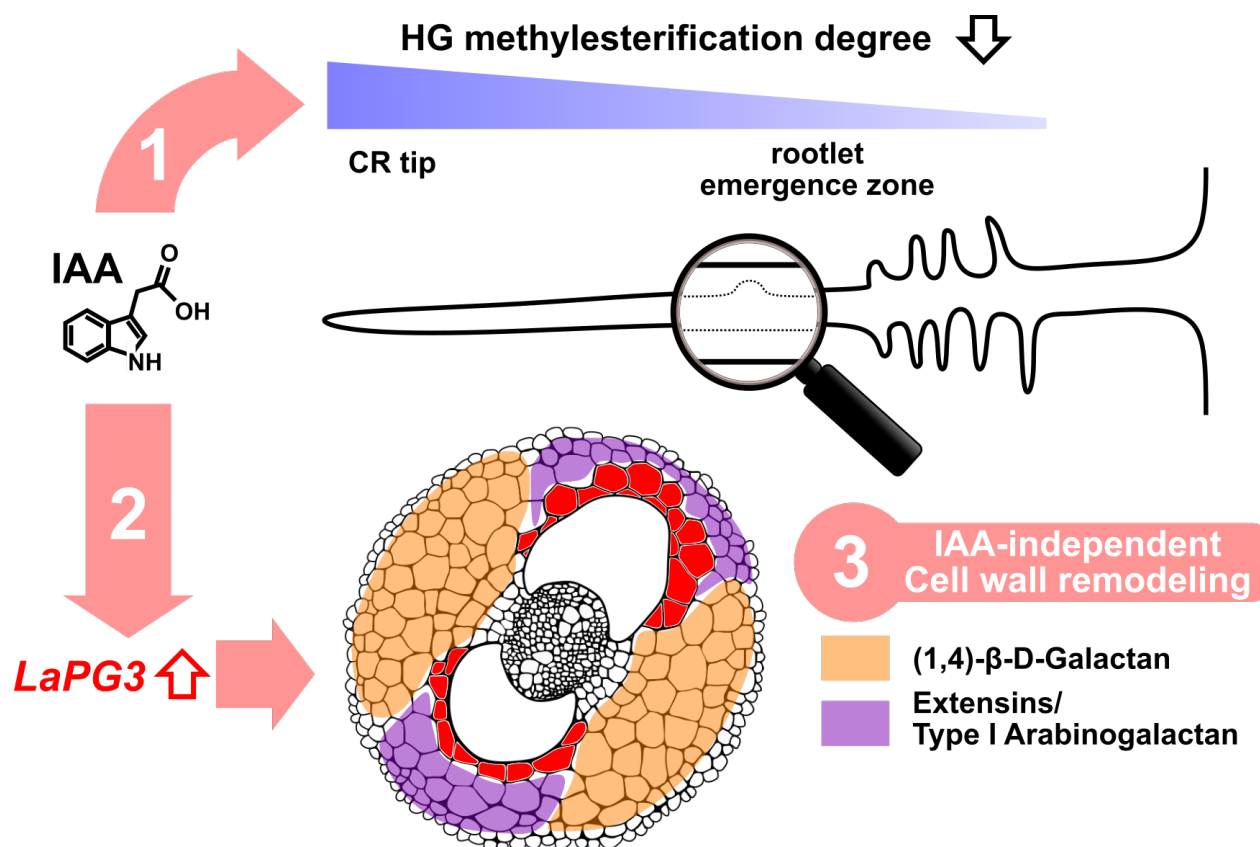 HG methylesterification degree
1
CR tip
rootlet
emergence zone
IAA
O
OH
NH
2
LaPG3
3
IAA-independent
Cell wall remodeling
(1,4)-β-D-Galactan
Extensins/
Type I Arabinogalactan